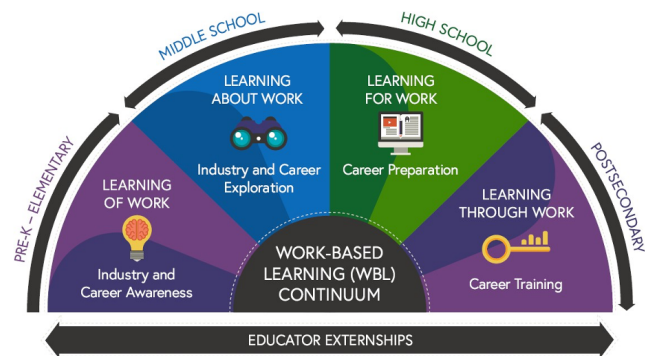 PRE-K – ELEMENTARY
MIDDLE SCHOOL
HIGH SCHOOL
POSTSECONDARY
LEARNING
OF WORK
Industry and
Career Awareness
LEARNING
ABOUT WORK
Industry and Career
Exploration
LEARNING
FOR WORK
Career Preparation
LEARNING
THROUGH WORK
Career Training
WORK-BASED
LEARNING (WBL)
CONTINUUM
EDUCATOR EXTERNSHIPS